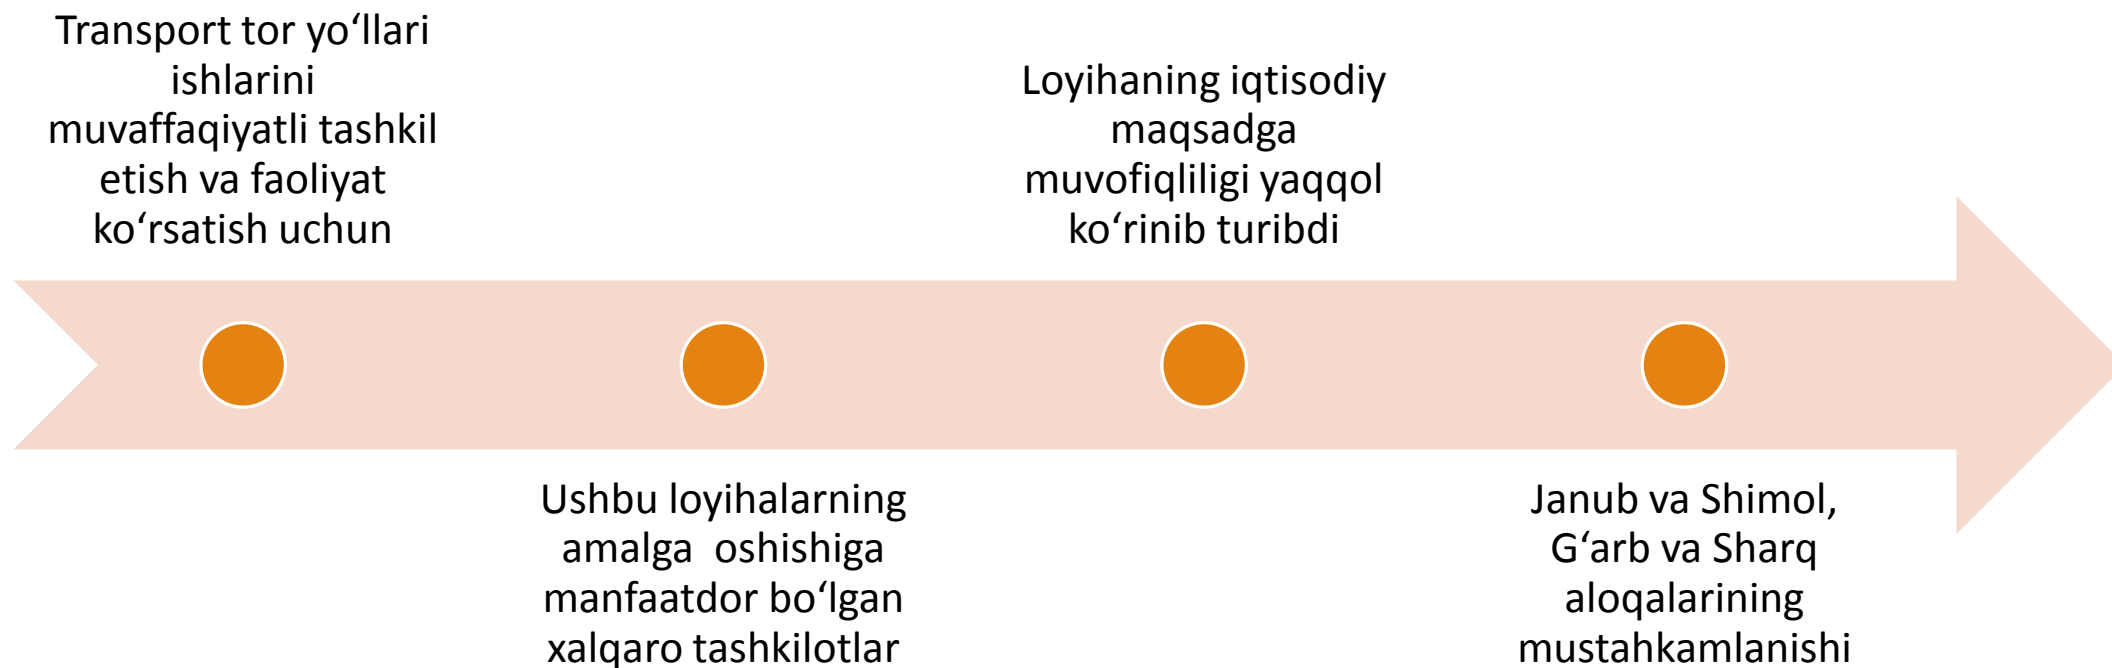 Transport tor yo‘llari
ishlarini
muvaffaqiyatli tashkil
etish va faoliyat
ko‘rsatish uchun
Ushbu loyihalarning
amalga  oshishiga
manfaatdor bo‘lgan
xalqaro tashkilotlar
Loyihaning iqtisodiy
maqsadga
muvofiqliligi yaqqol
ko‘rinib turibdi
Janub va Shimol,
G‘arb va Sharq
aloqalarining
mustahkamlanishi